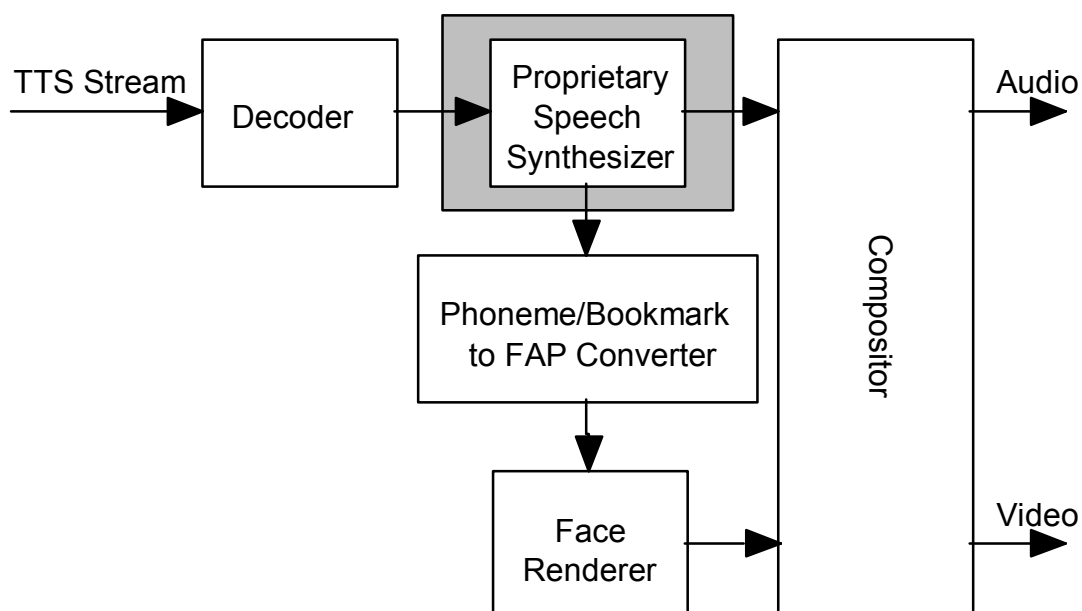 TTS Stream
Decoder
Proprietary
Speech
Synthesizer
Audio
Phoneme/Bookmark
to FAP Converter
Compositor
Face
Renderer
Video